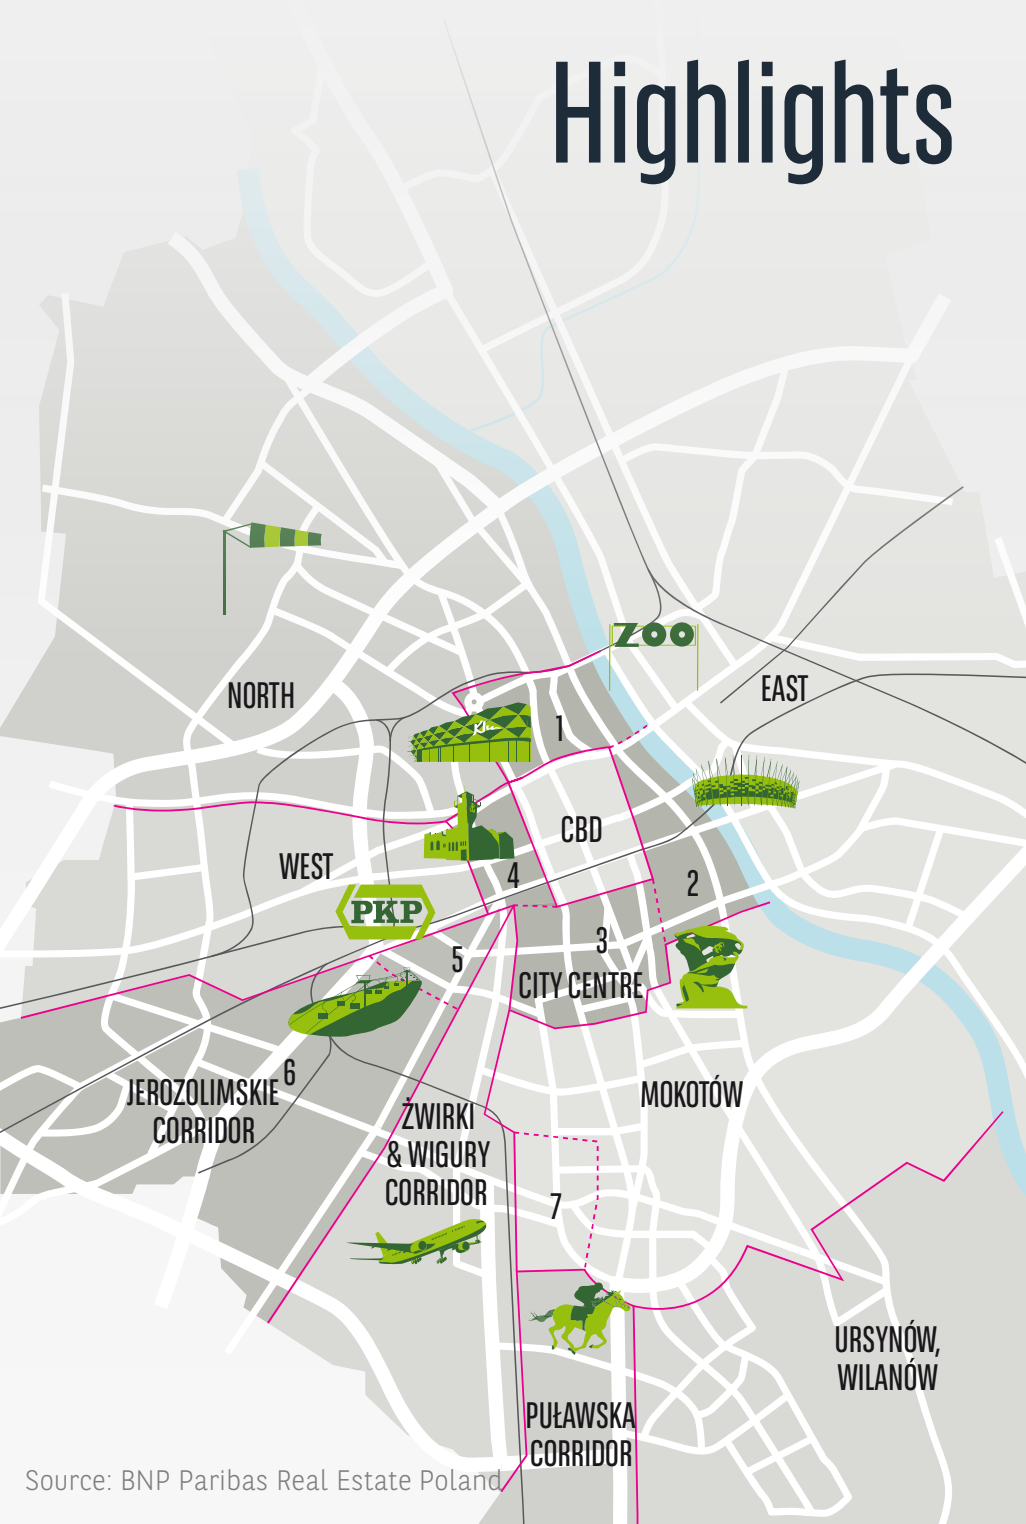 Highlights
ZOO
NORTH
EAST
1
CBD
WEST
4
2
PKP
3
5
CITY CENTRE
6
JEROZOLIMSKIE
CORRIDOR
MOKOTÓW
ŻWIRKI
& WIGURY
CORRIDOR
7
URSYNÓW,
WILANÓW
PUŁAWSKA
CORRIDOR
Source: BNP Paribas Real Estate Poland